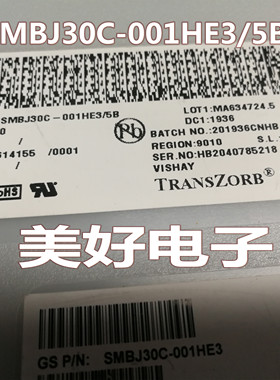 SMBJ30C-001HE3/5B
SMBJ30C-001HE3/5B
LOT1:MA634724.5
DC1:1936
BATCH NO.:201936CNHB
614155 /0001
REGION:9010 S.L.
SER.NO:HB2040785218
VISHAY
TRANSZORB®
Pb
美好电子
GS P/N: SMBJ30C-001HE3